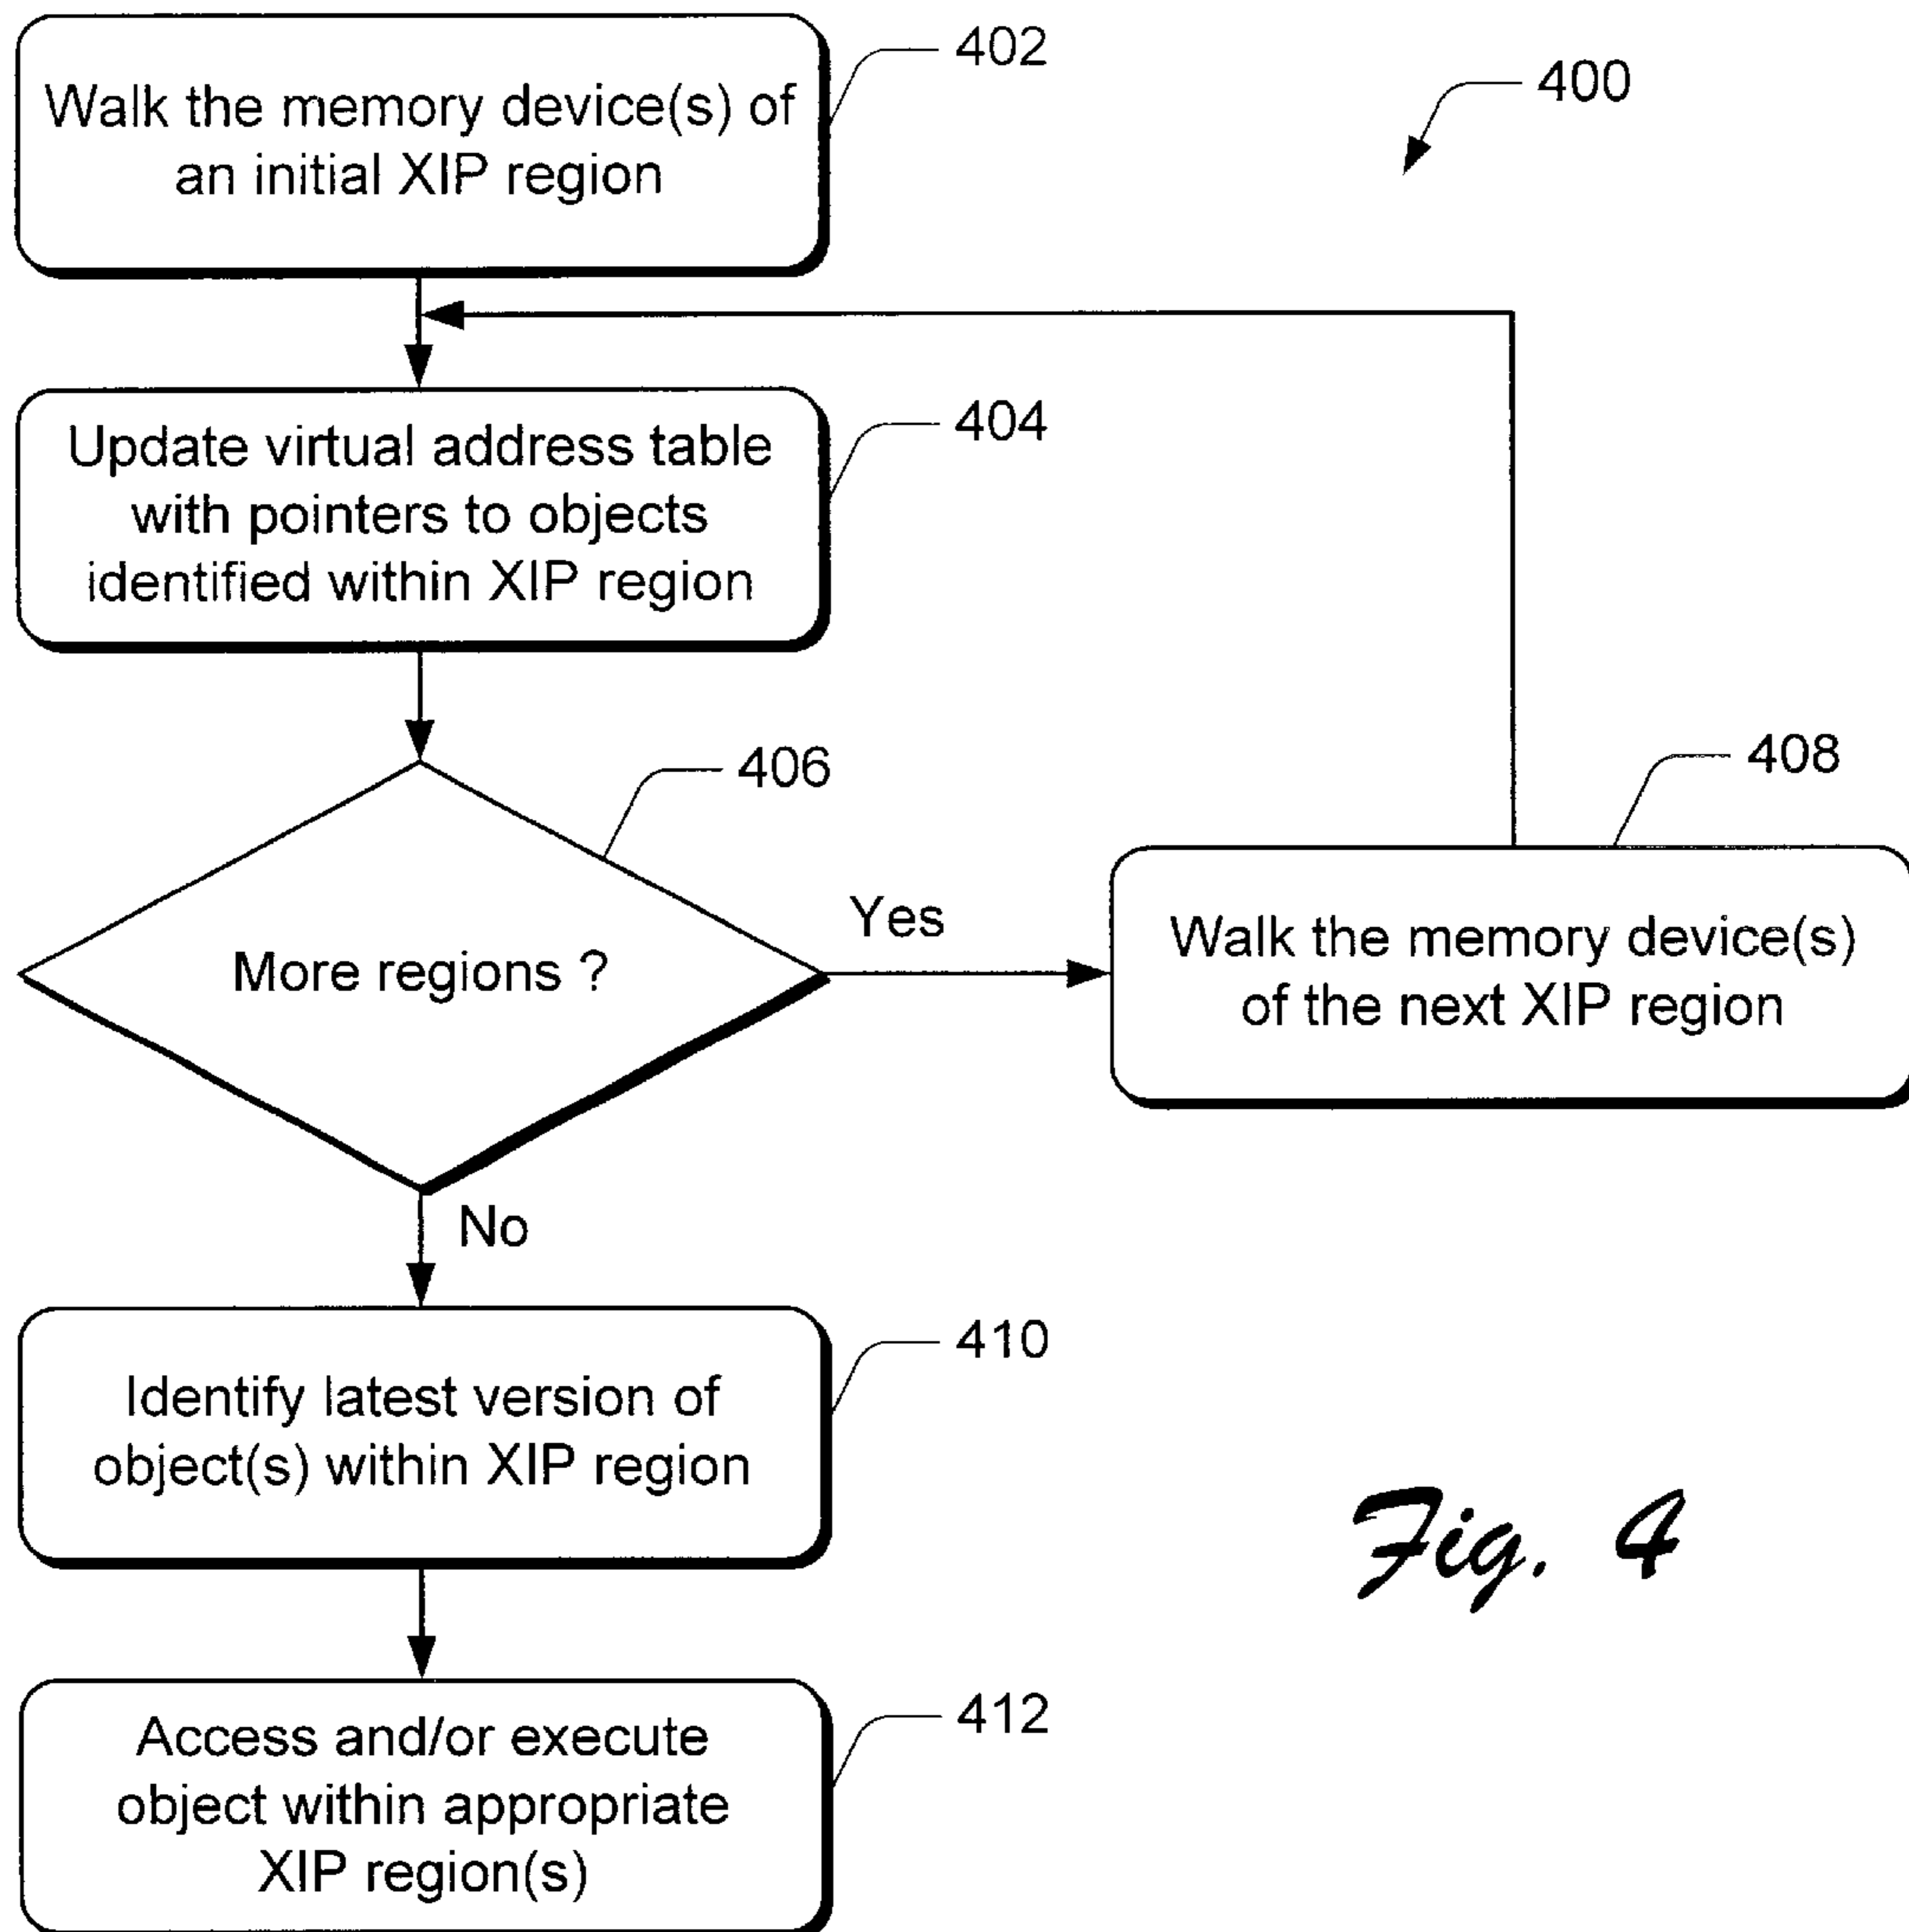 Walk the memory device(s) of
an initial XIP region
402
400
Update virtual address table
with pointers to objects
identified within XIP region
404
More regions ?
406
Yes
408
Walk the memory device(s)
of the next XIP region
No
Identify latest version of
object(s) within XIP region
410
Access and/or execute
object within appropriate
XIP region(s)
412
Fig. 4